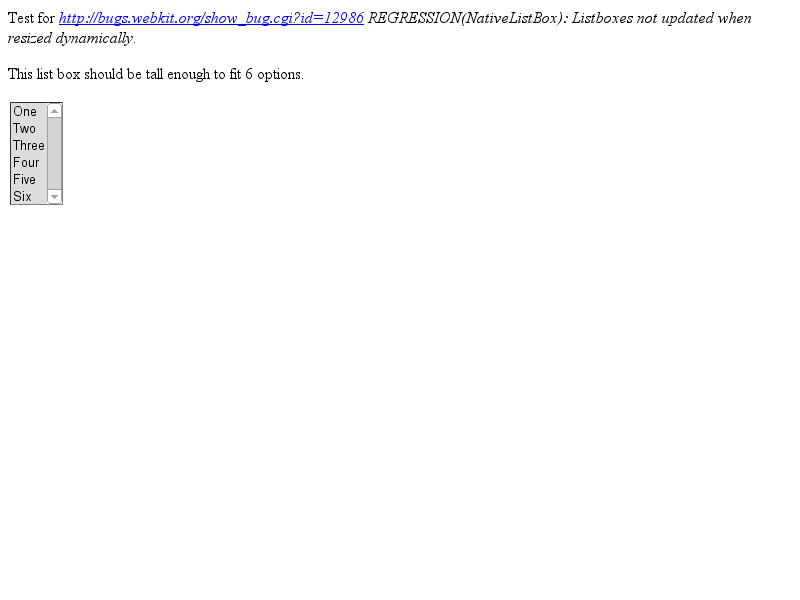 Test for http://bugs.webkit.org/show_bug.cgi?id=12986 REGRESSION(NativeListBox): Listboxes not updated when
resized dynamically.
This list box should be tall enough to fit 6 options.
One
Two
Three
Four
Five
Six